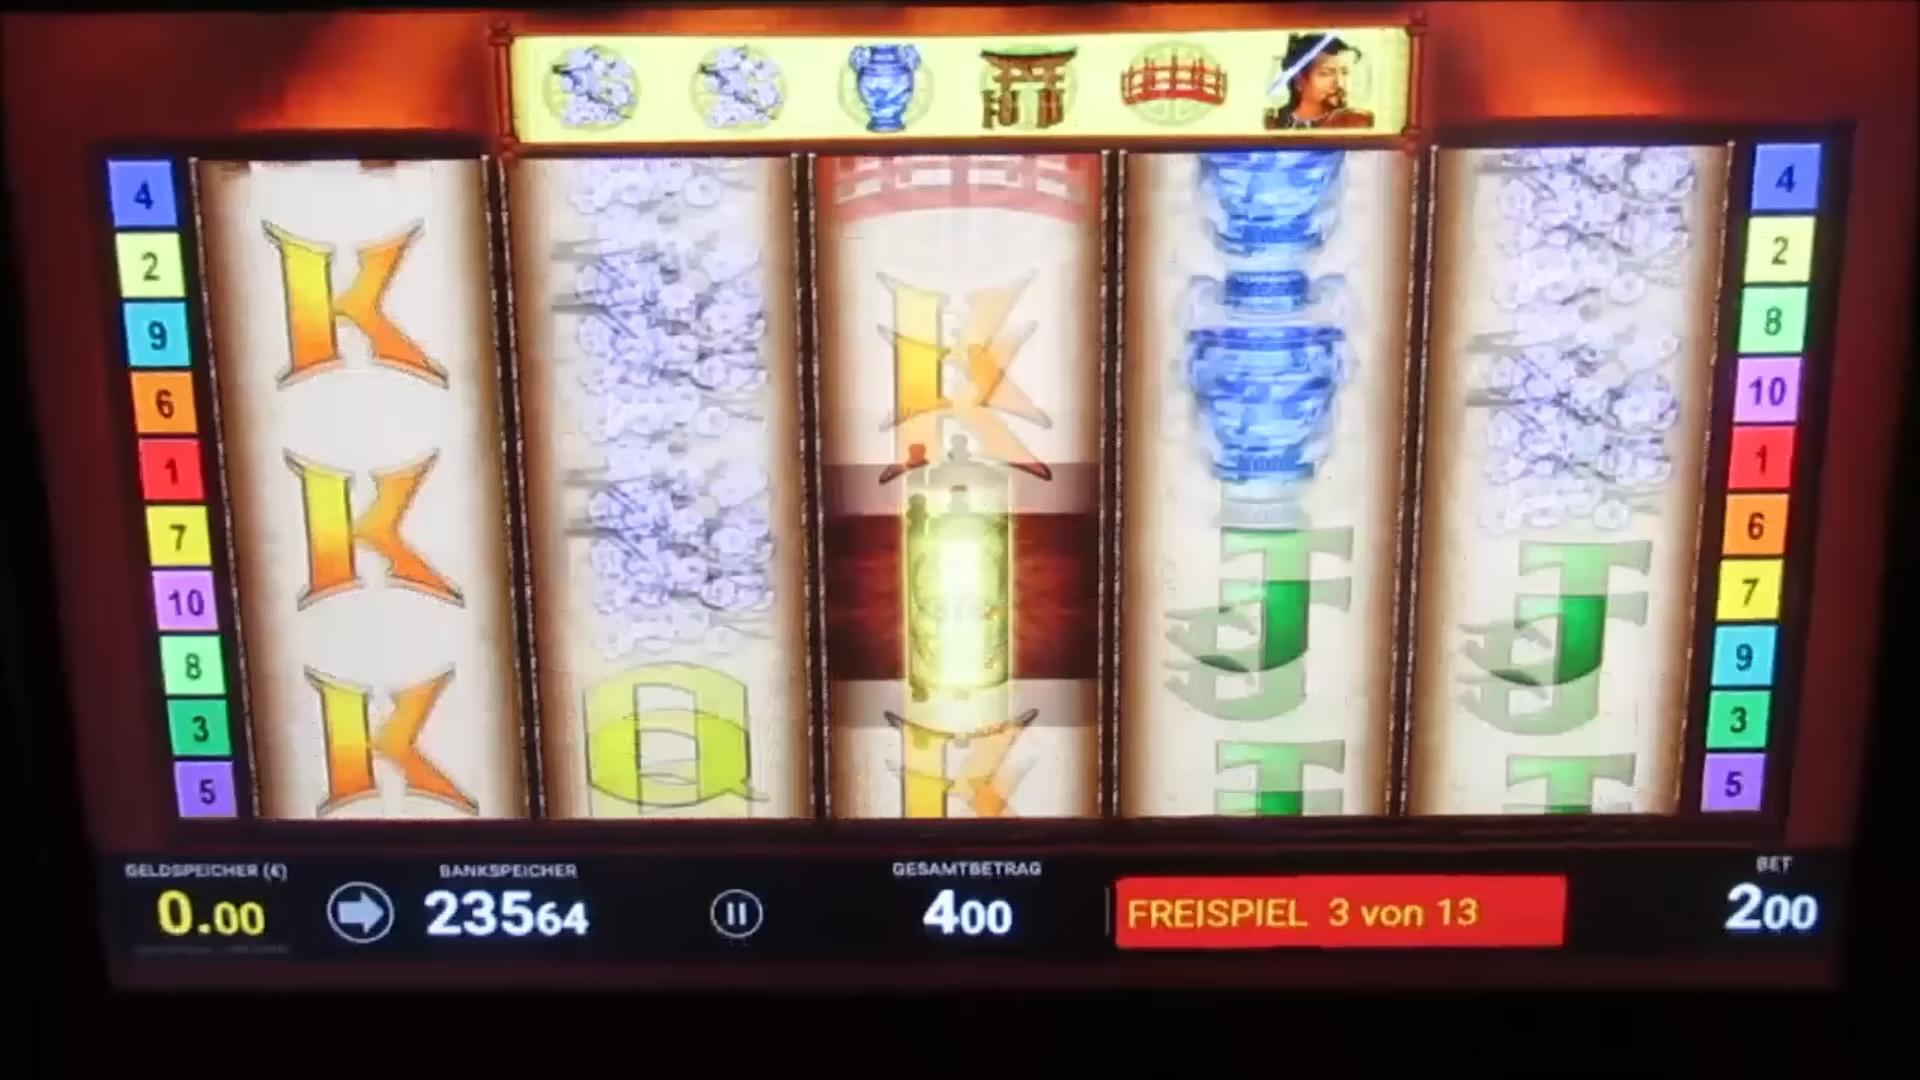 4 4
2 2
9 8
6 10
1 1
7 6
10 7
8 9
3 3
5 5
K K
K
K K
Q J J
J J
GELDSPEICHER (€) BANKSPEICHER GESAMTBETRAG BET
0.00 23564 400 FREISPIEL 3 von 13 200